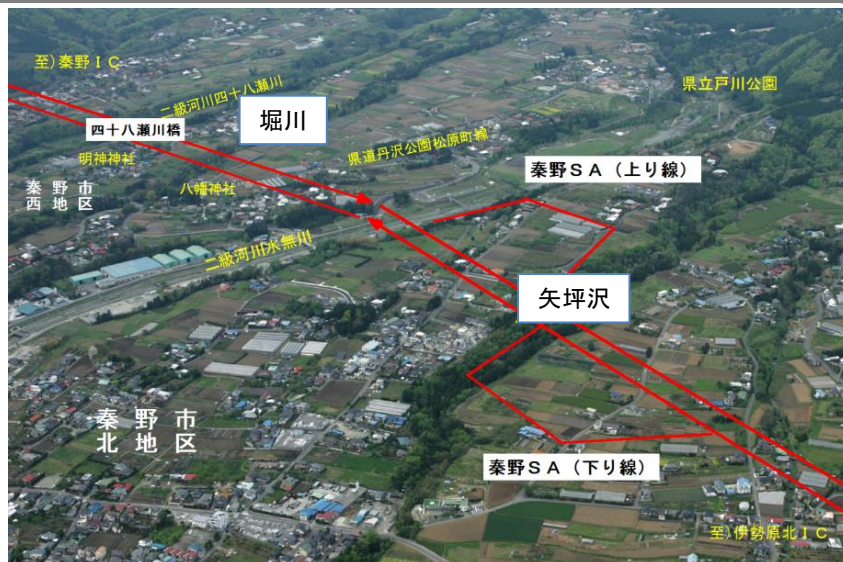 至)秦野ＩＣ
二級河川四十八瀬川
堀川
県立戸川公園
四十八瀬川橋
県道丹沢公園松原町線
明神神社
秦野ＳＡ（上り線）
秦野市
西地区
八幡神社
二級河川水無川
矢坪沢
秦野市
北地区
秦野ＳＡ（下り線）
至)伊勢原北ＩＣ